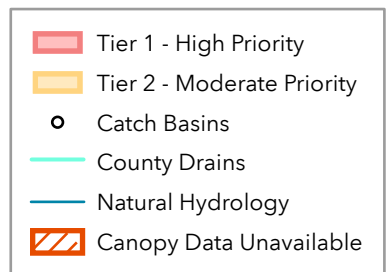 Tier 1 - High Priority
Tier 2 - Moderate Priority
Catch Basins
County Drains
Natural Hydrology
Canopy Data Unavailable